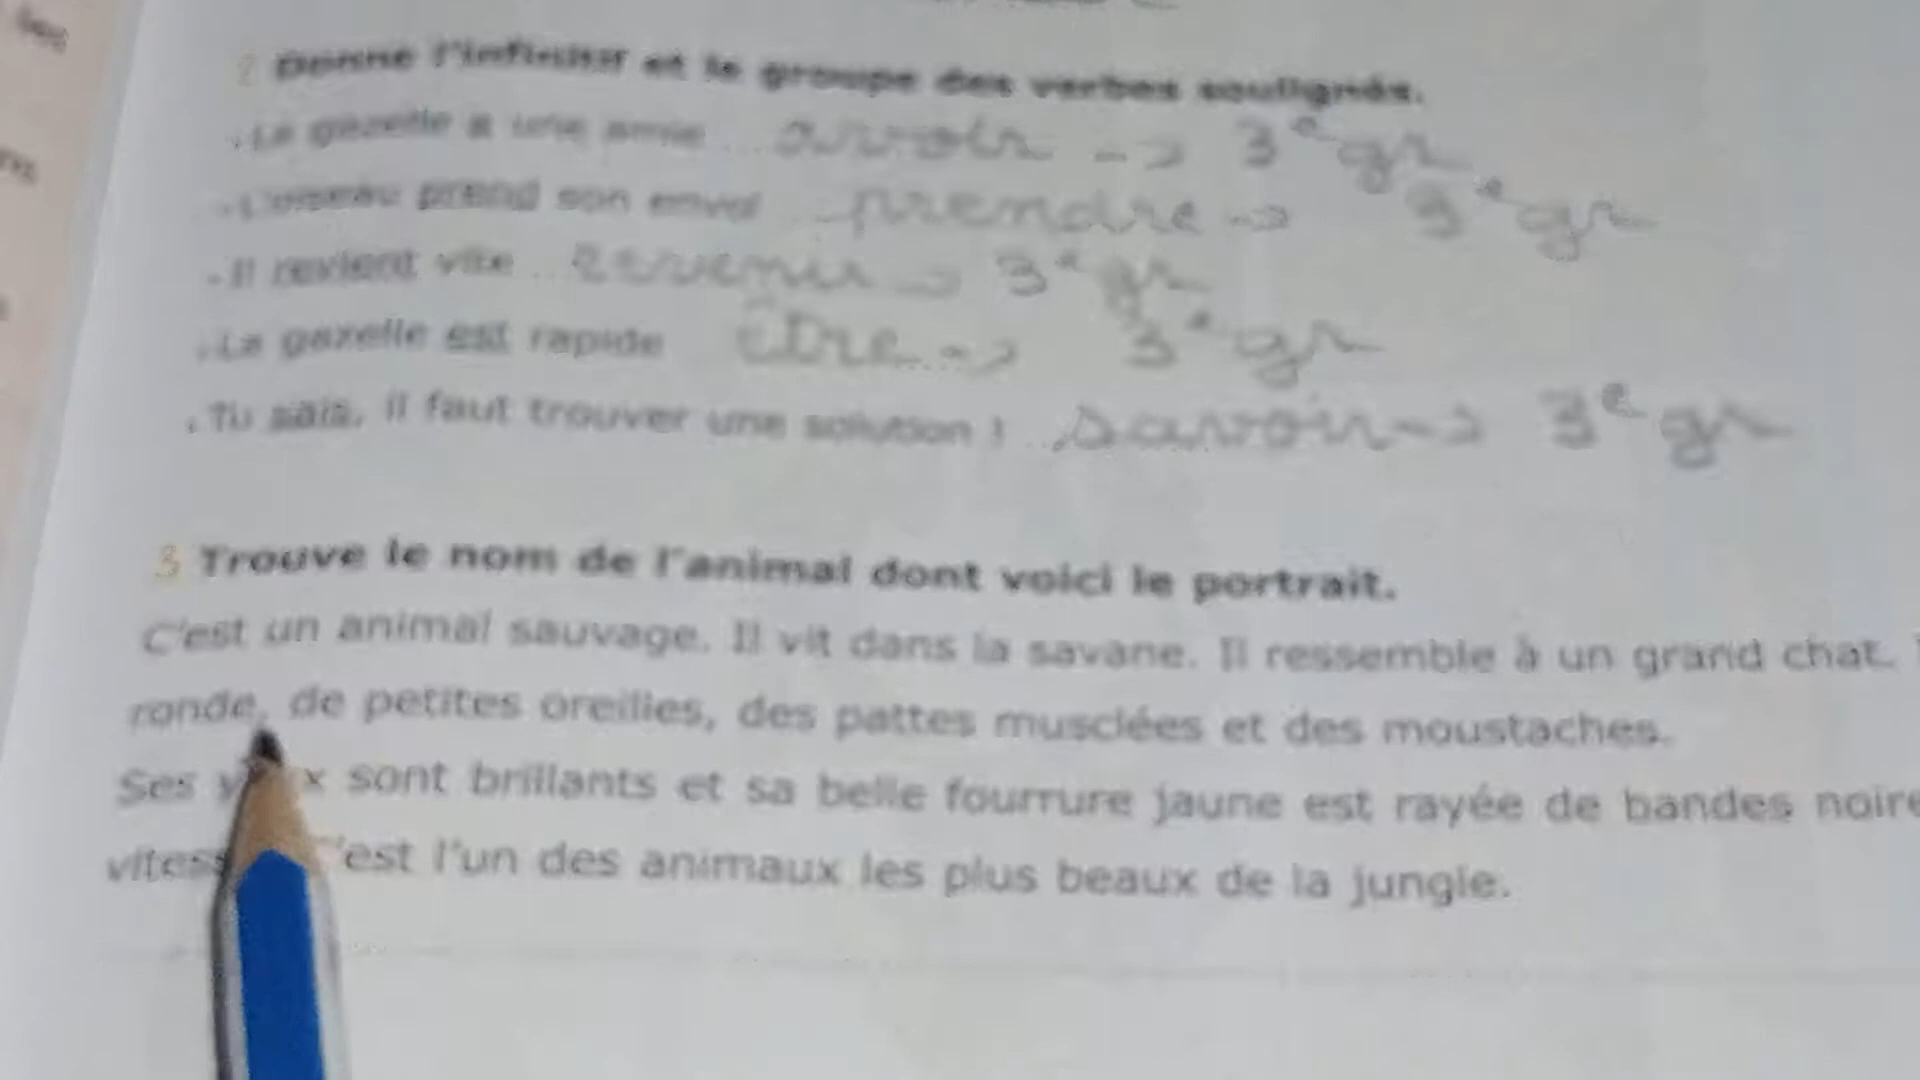 2 Donne l'infinitif et le groupe des verbes soulignés.
- La gazelle a une amie avoir -> 3e gr
- L'oiseau prend son envol prendre -> 3e gr
- Il revient vite revenir -> 3e gr
- La gazelle est rapide être -> 3e gr
- Tu sais, il faut trouver une solution ! savoir -> 3e gr
3 Trouve le nom de l'animal dont voici le portrait.
C'est un animal sauvage. Il vit dans la savane. Il ressemble à un grand chat.
ronde, de petites oreilles, des pattes musclées et des moustaches.
Ses sont brillants et sa belle fourrure jaune est rayée de bandes
C'est l'un des animaux les plus beaux de la jungle.